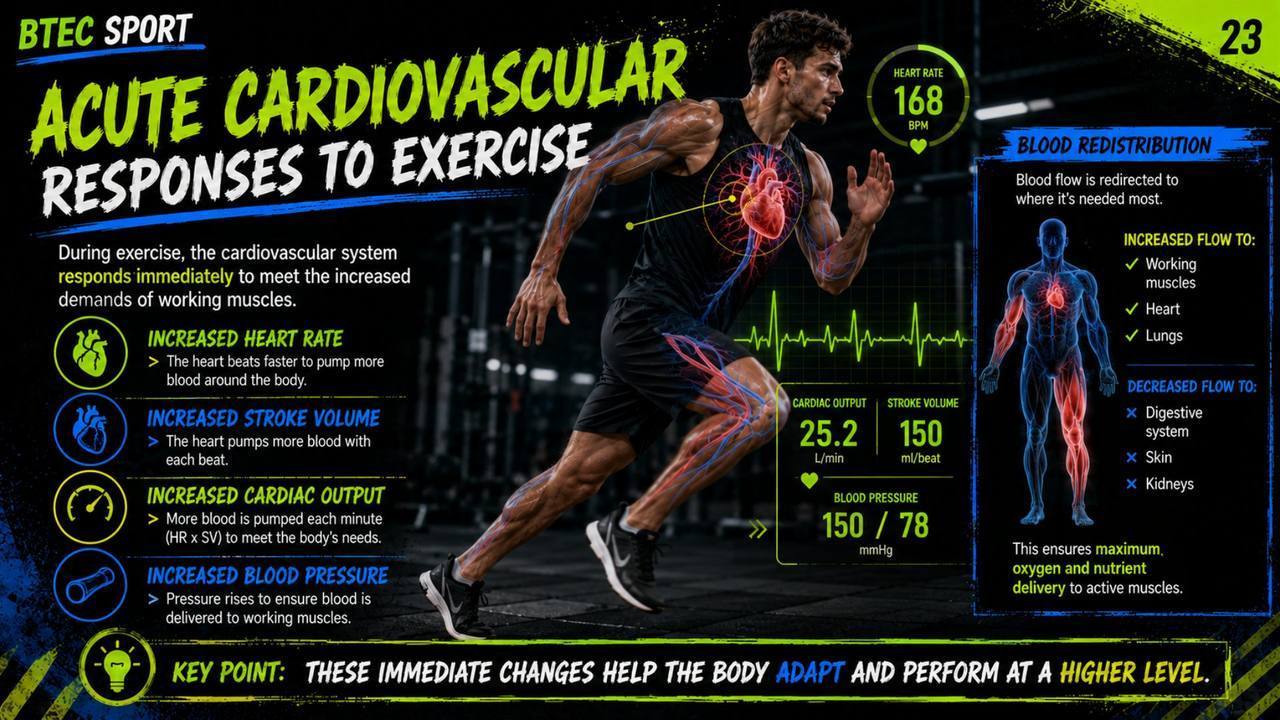 BTEC SPORT
23
ACUTE CARDIOVASCULAR
RESPONSES TO EXERCISE
During exercise, the cardiovascular system
responds immediately to meet the increased
demands of working muscles.
INCREASED HEART RATE
> The heart beats faster to pump more
blood around the body.
INCREASED STROKE VOLUME
> The heart pumps more blood with
each beat.
INCREASED CARDIAC OUTPUT
> More blood is pumped each minute
(HR x SV) to meet the body's needs.
INCREASED BLOOD PRESSURE
> Pressure rises to ensure blood is
delivered to working muscles.
HEART RATE
168
BPM
CARDIAC OUTPUT
25.2
L/min
STROKE VOLUME
150
ml/beat
BLOOD PRESSURE
150 / 78
mmHg
BLOOD REDISTRIBUTION
Blood flow is redirected to
where it's needed most.
INCREASED FLOW TO:
✓ Working
muscles
✓ Heart
✓ Lungs
DECREASED FLOW TO:
× Digestive
system
× Skin
× Kidneys
This ensures maximum,
oxygen and nutrient
delivery to active muscles.
KEY POINT: THESE IMMEDIATE CHANGES HELP THE BODY ADAPT AND PERFORM AT A HIGHER LEVEL.